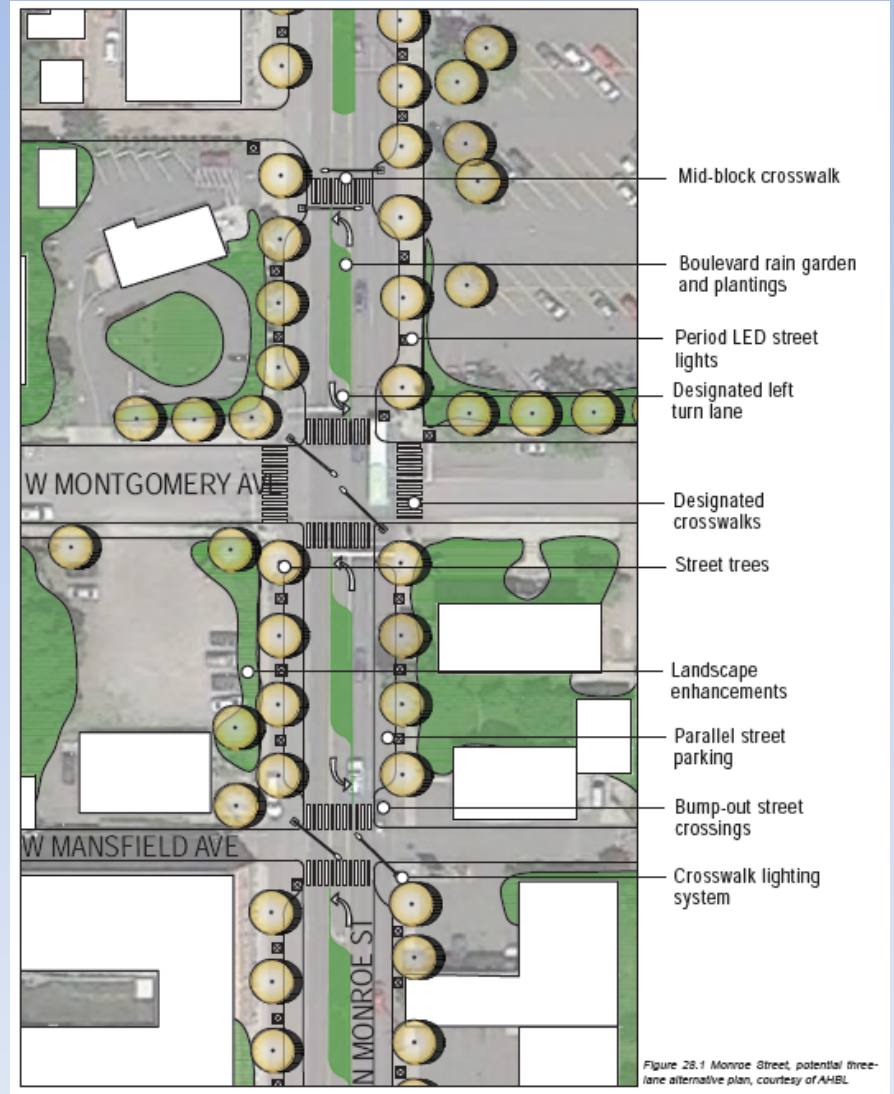 Mid-block crosswalk
Boulevard rain garden
and plantings
Period LED street
lights
Designated left
turn lane
W MONTGOMERY AVE
Designated
crosswalks
Street trees
Landscape
enhancements
Parallel street
parking
Bump-out street
crossings
W MANSFIELD AVE
Crosswalk lighting
system
N MONROE ST
Figure 28.1 Monroe Street, potential three-
lane alternative plan, courtesy of AHBL